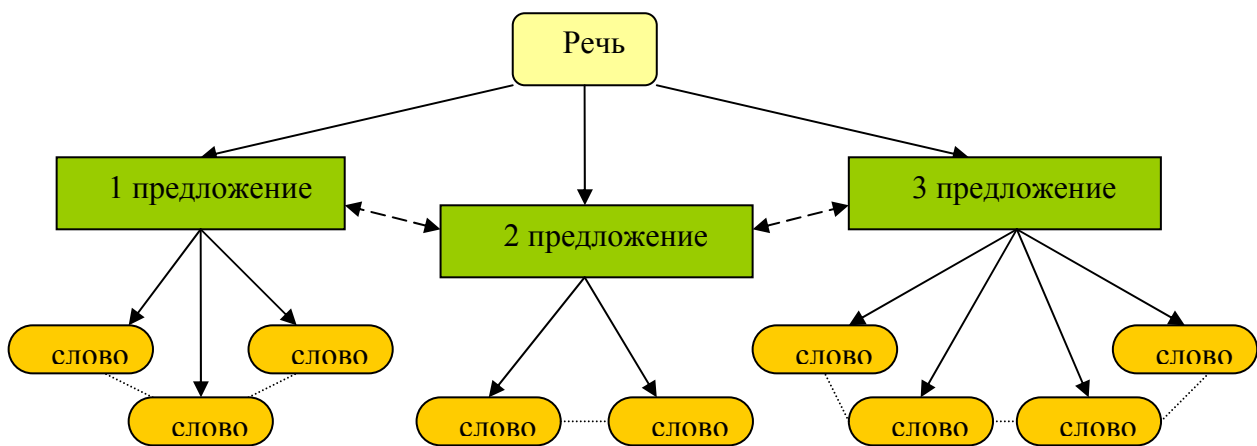 Речь
1 предложение
2 предложение
3 предложение
слово
слово
слово
слово
слово
слово
слово
слово
слово